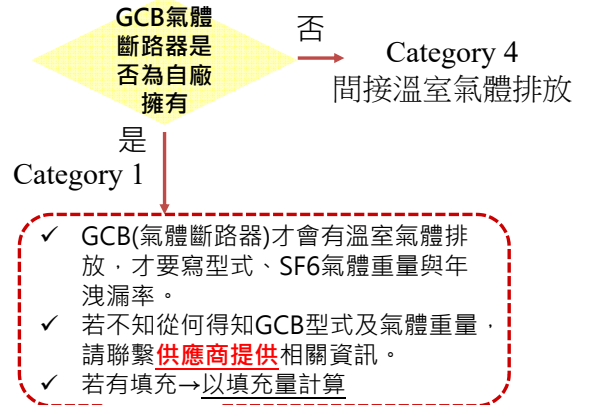 GCB氣體
斷路器是
否為自廠
擁有
否
Category 4
間接溫室氣體排放
是
Category 1
✓ GCB(氣體斷路器)才會有溫室氣體排
放，才要寫型式、SF6氣體重量與年
洩漏率。
✓ 若不知從何得知GCB型式及氣體重量，
請聯繫供應商提供相關資訊。
✓ 若有填充→以填充量計算